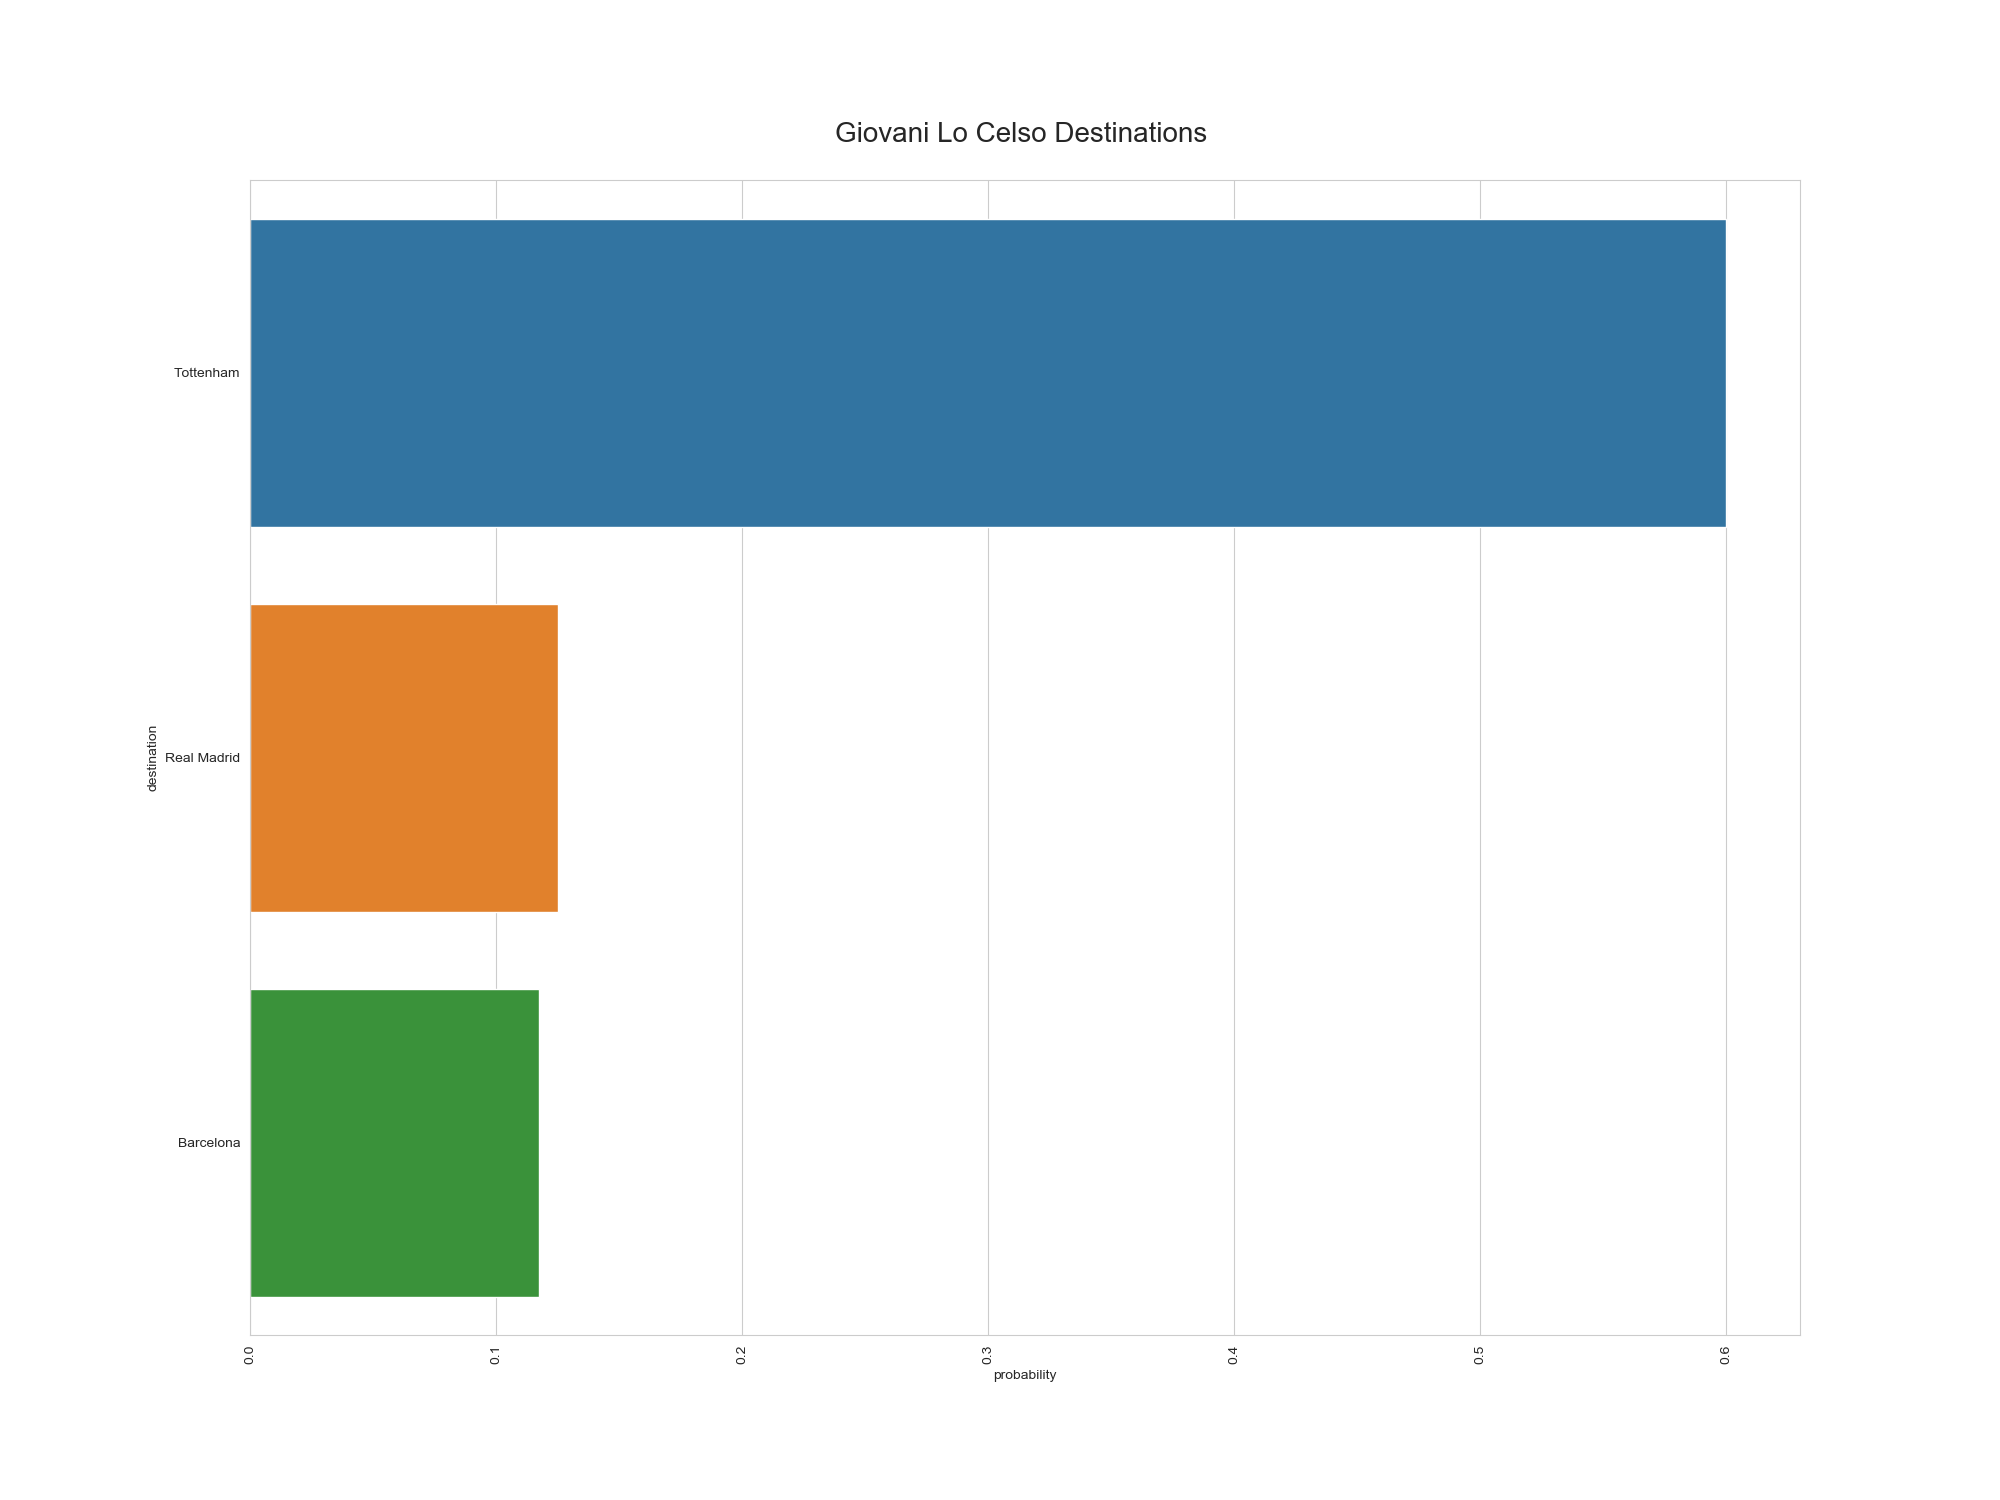 Giovani Lo Celso Destinations
Tottenham
Real Madrid
Barcelona
destination
0.0 0.1 0.2 0.3 0.4 0.5 0.6
probability